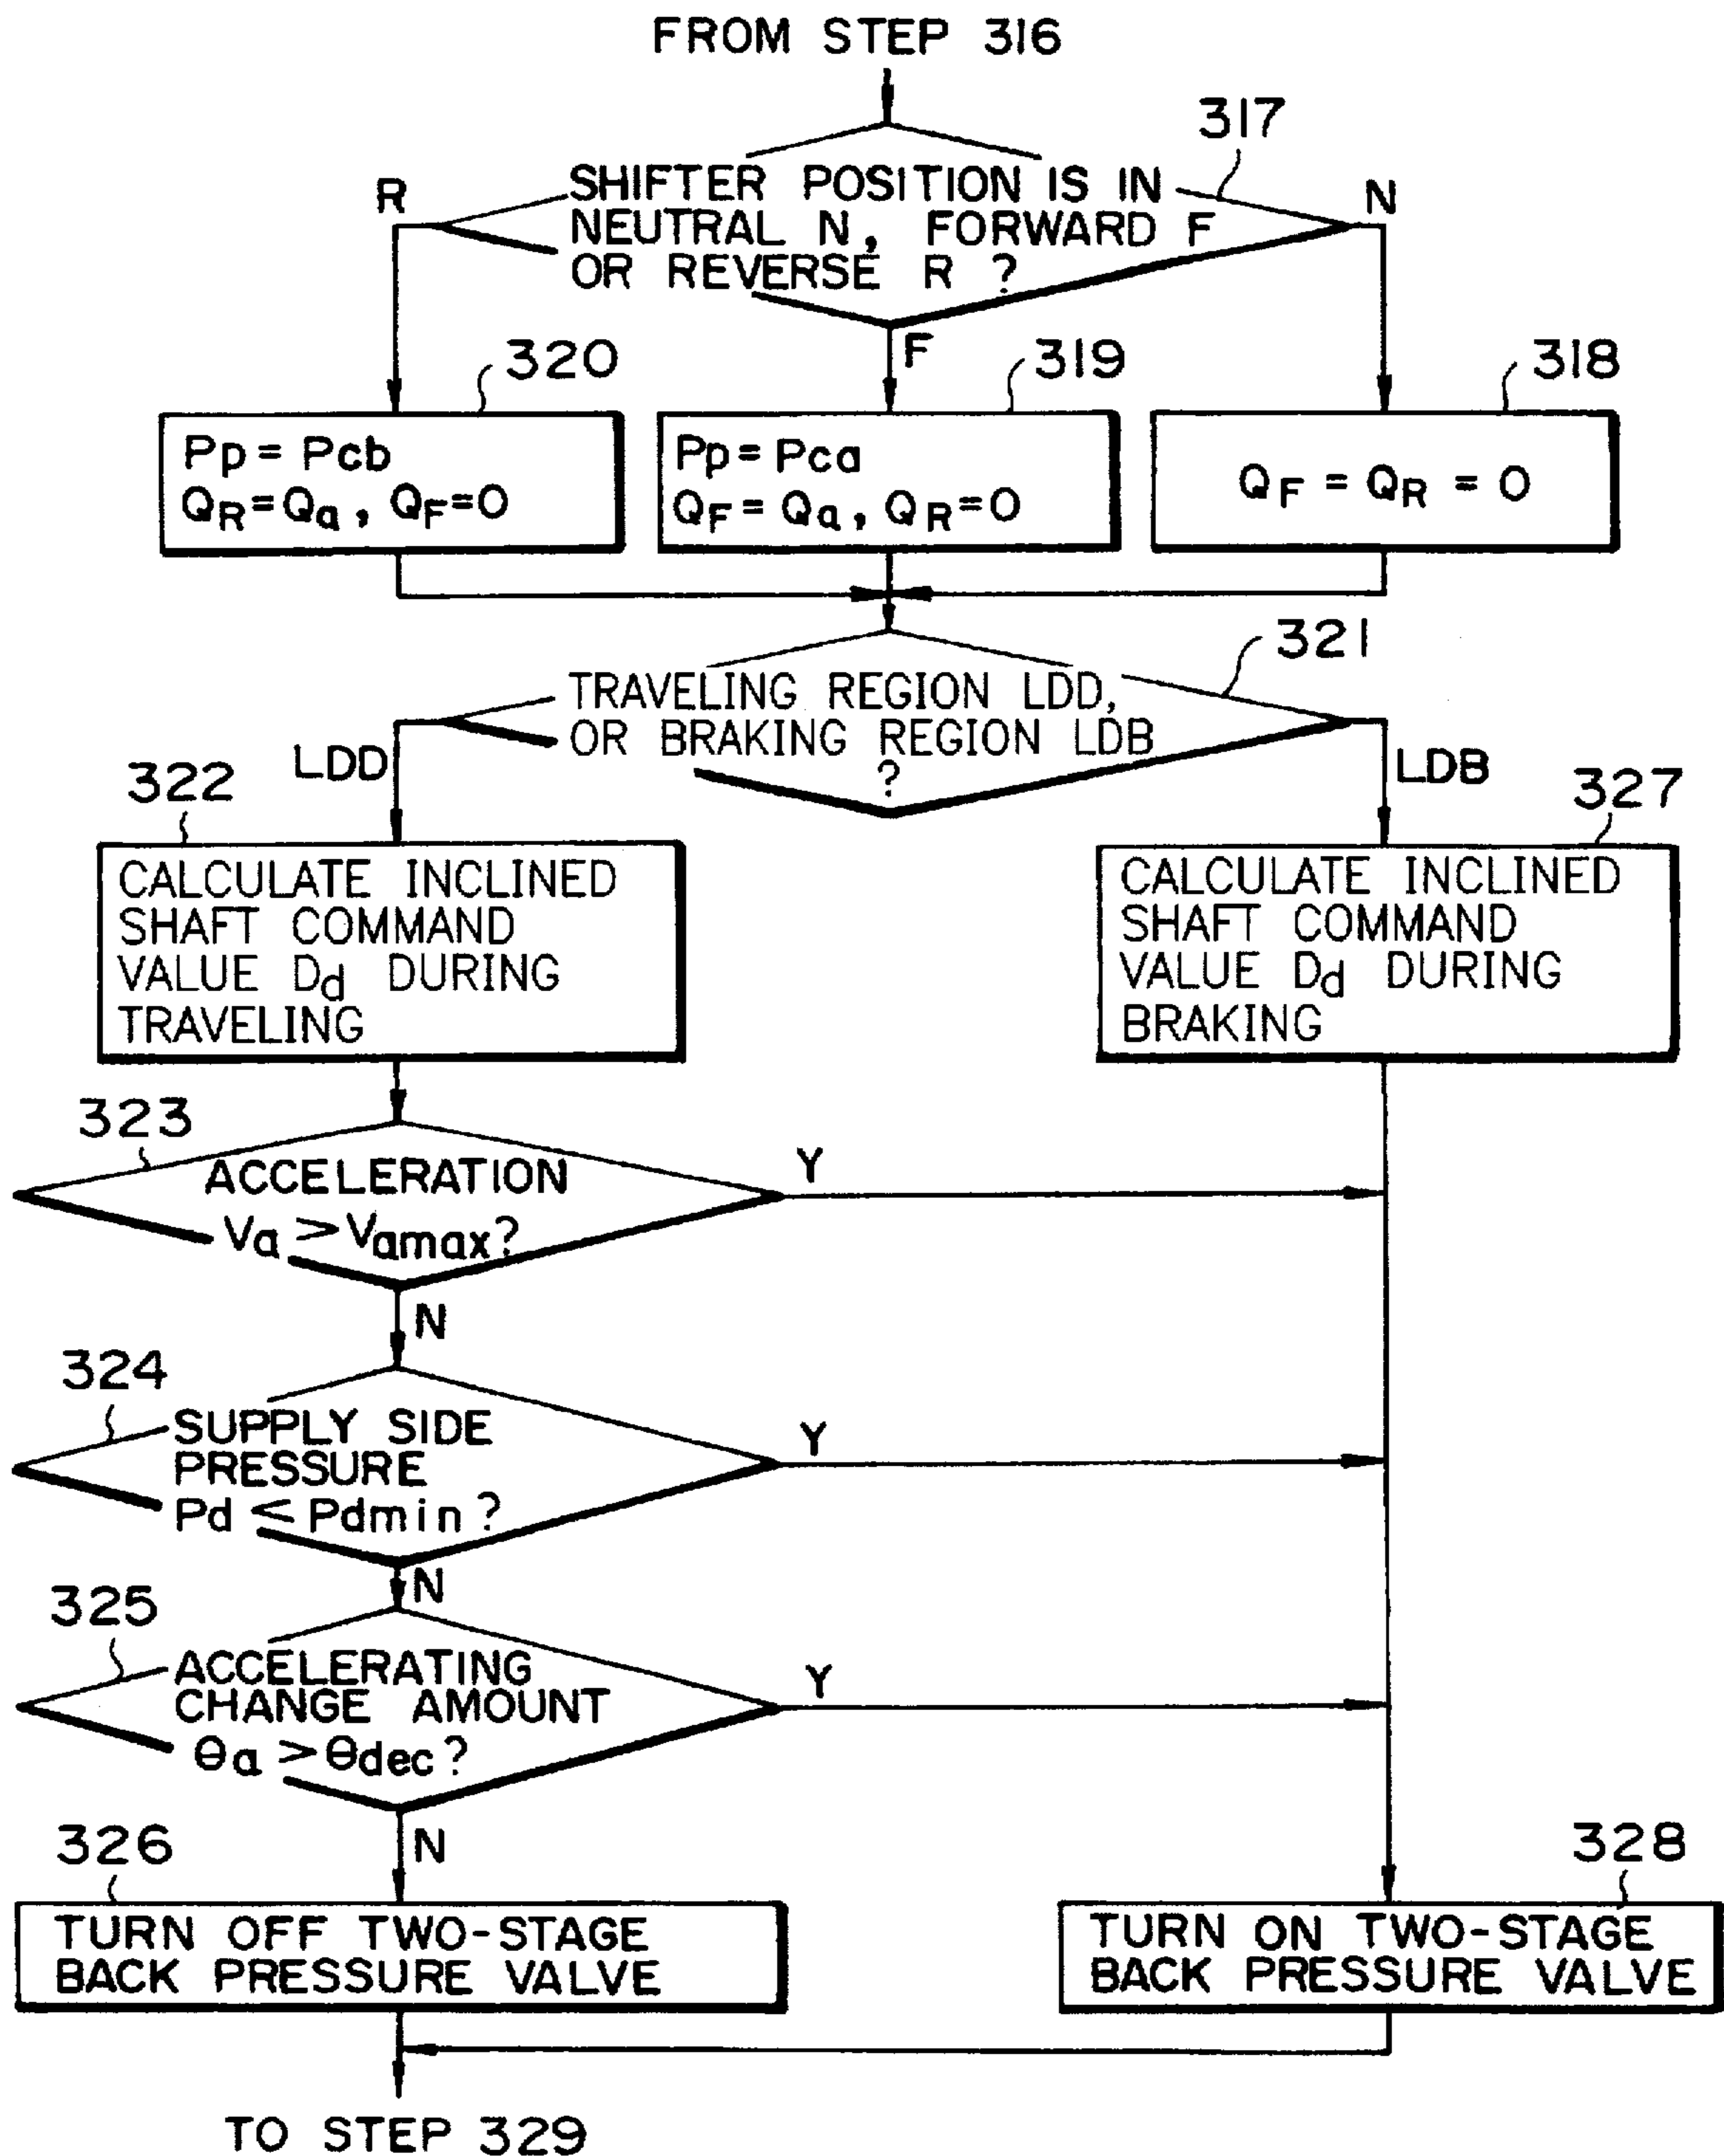 FROM STEP 316
317
SHIFTER POSITION IS IN
NEUTRAL N, FORWARD F
OR REVERSE R ?
R
N
F
320
319
318
Pp = Pcb
QR = Qa , QF = 0
Pp = Pca
QF = Qa , QR = 0
QF = QR = 0
321
TRAVELING REGION LDD,
OR BRAKING REGION LDB
?
LDD
LDB
322
327
CALCULATE INCLINED
SHAFT COMMAND
VALUE Dd DURING
TRAVELING
CALCULATE INCLINED
SHAFT COMMAND
VALUE Dd DURING
BRAKING
323
ACCELERATION
Va > Vamax?
Y
N
324
SUPPLY SIDE
PRESSURE
Pd < Pdmin?
Y
N
325
ACCELERATING
CHANGE AMOUNT
θa > θdec?
Y
N
326
328
TURN OFF TWO-STAGE
BACK PRESSURE VALVE
TURN ON TWO-STAGE
BACK PRESSURE VALVE
TO STEP 329